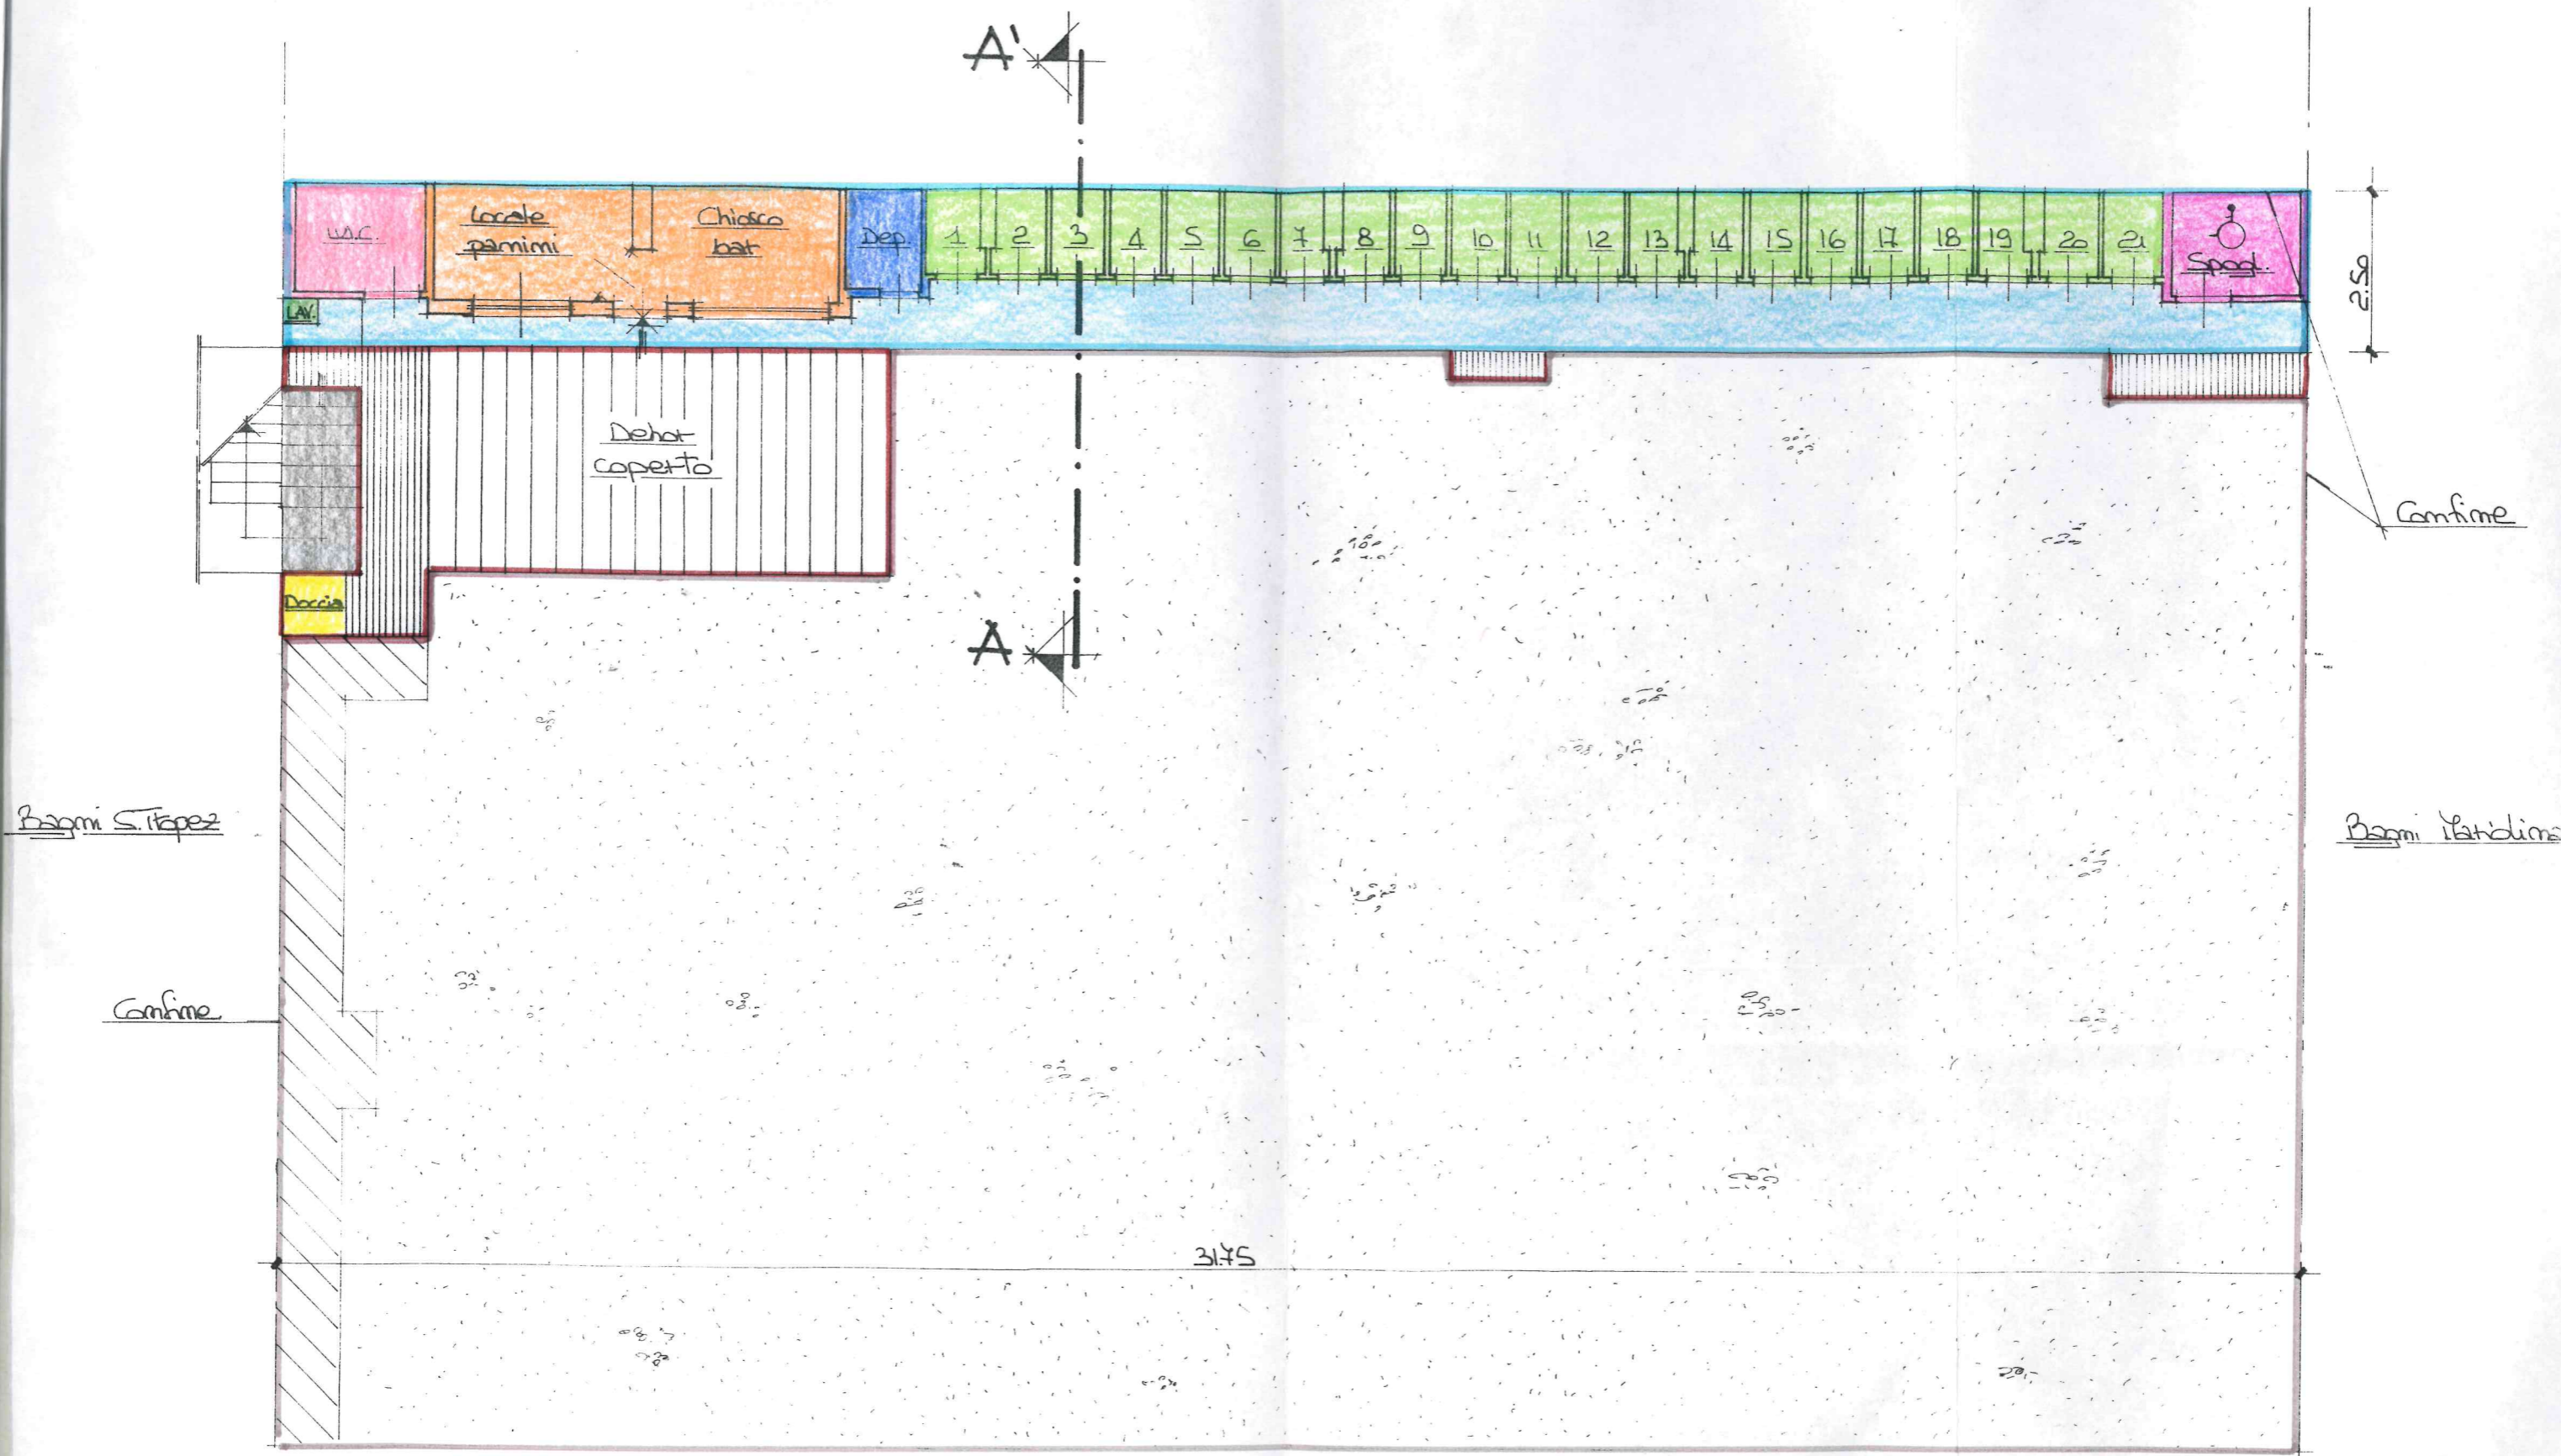 A'
W.C.
Locale
panini
Chiosco
bar
Dep.
1 2 3 4 5 6 7 8 9 10 11 12 13 14 15 16 17 18 19 20 21
Spogl.
LAV.
2.50
Dehor
coperto
Confine
Doccia
A
Bagni S.Tropez
Bagni Maridiana
Confine
31.75